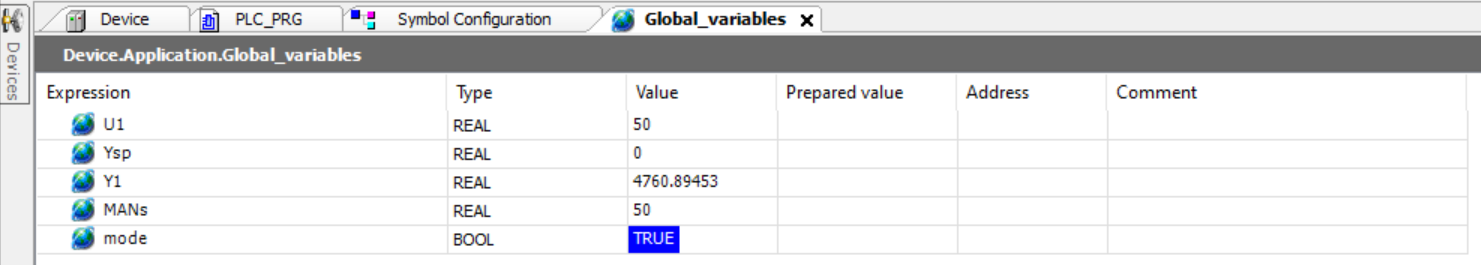 Device PLC_PRG Symbol Configuration Global_variables X
Devices
Device.Application.Global_variables
Expression Type Value Prepared value Address Comment
U1 REAL 50
Ysp REAL 0
Y1 REAL 4760.89453
MANs REAL 50
mode BOOL TRUE